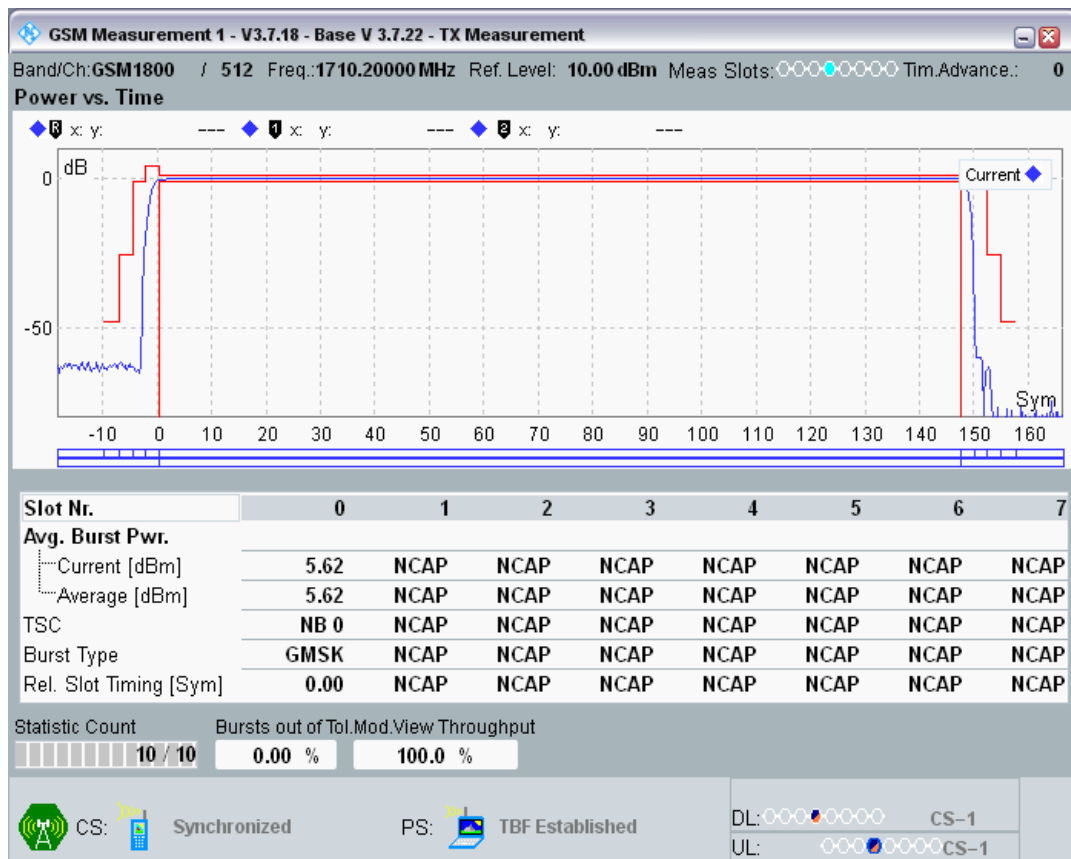 GSM Measurement 1 - V3.7.18 - Base V 3.7.22 - TX Measurement
Band/Ch:GSM1800 / 512 Freq.:1710.20000 MHz Ref. Level: 10.00 dBm Meas Slots: Tim.Advance.: 0
Power vs. Time
R x: y: --- 1 x: y: --- 2 x: y: ---
dB
0
Current
-50
Sym
-10 0 10 20 30 40 50 60 70 80 90 100 110 120 130 140 150 160
Slot Nr. 0 1 2 3 4 5 6 7
Avg. Burst Pwr.
Current [dBm] 5.62 NCAP NCAP NCAP NCAP NCAP NCAP NCAP
Average [dBm] 5.62 NCAP NCAP NCAP NCAP NCAP NCAP NCAP
TSC NB 0 NCAP NCAP NCAP NCAP NCAP NCAP NCAP
Burst Type GMSK NCAP NCAP NCAP NCAP NCAP NCAP NCAP
Rel. Slot Timing [Sym] 0.00 NCAP NCAP NCAP NCAP NCAP NCAP NCAP
Statistic Count Bursts out of Tol.Mod.View Throughput
10 / 10 0.00 % 100.0 %
CS: Synchronized PS: TBF Established
DL: CS-1
UL: CS-1